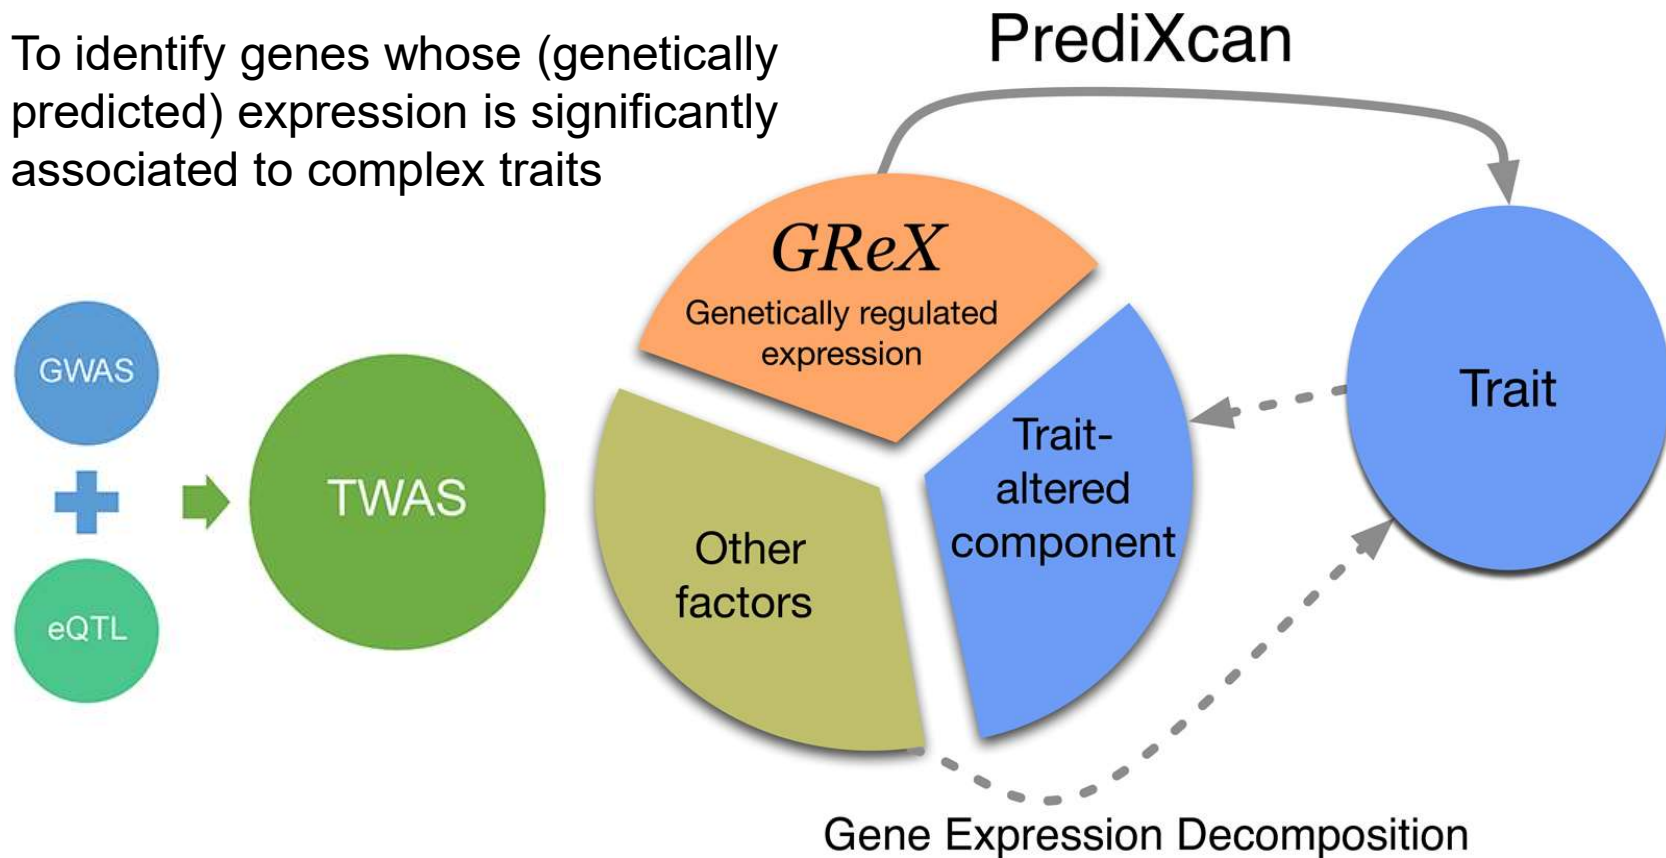 To identify genes whose (genetically
predicted) expression is significantly
associated to complex traits
PrediXcan
GWAS
eQTL
TWAS
GReX
Genetically regulated
expression
Trait-
altered
component
Other
factors
Trait
Gene Expression Decomposition